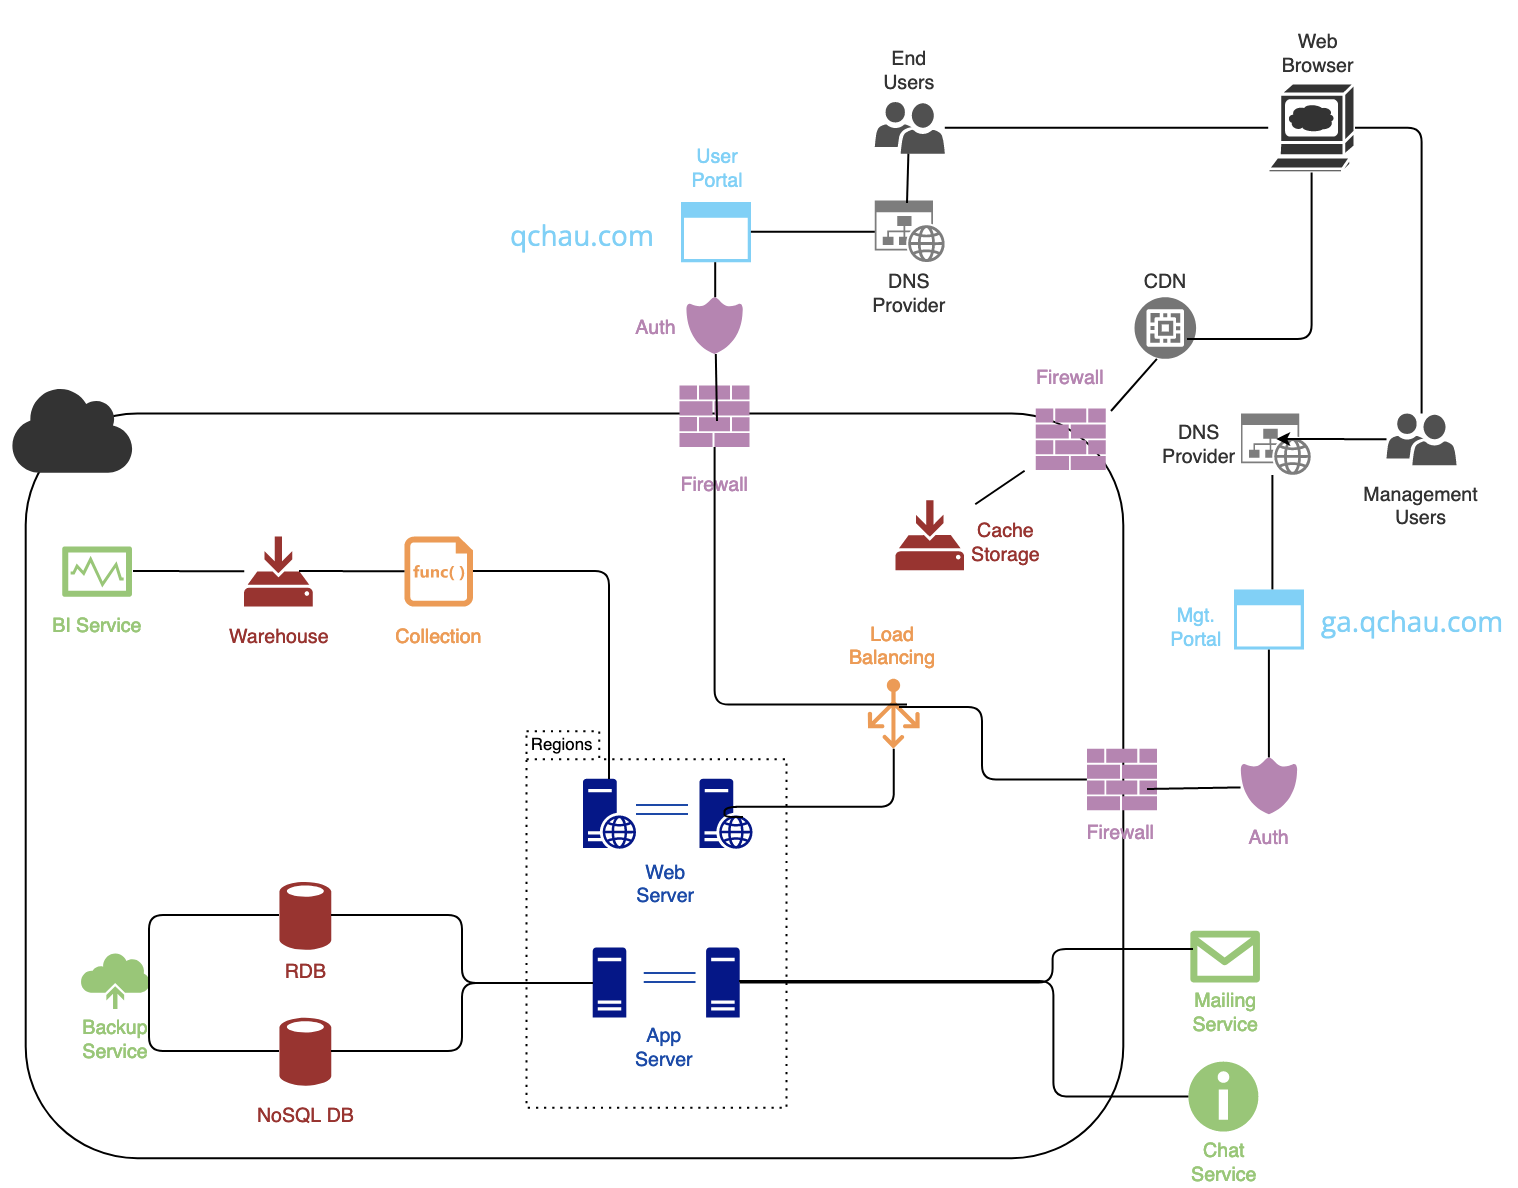 End
Users
Web
Browser
User
Portal
qchau.com
DNS
Provider
CDN
Auth
Firewall
Firewall
DNS
Provider
Management
Users
Cache
Storage
func( )
BI Service
Warehouse
Collection
Load
Balancing
Mgt.
Portal
ga.qchau.com
Regions
Firewall
Auth
Web
Server
RDB
Backup
Service
App
Server
Mailing
Service
NoSQL DB
Chat
Service